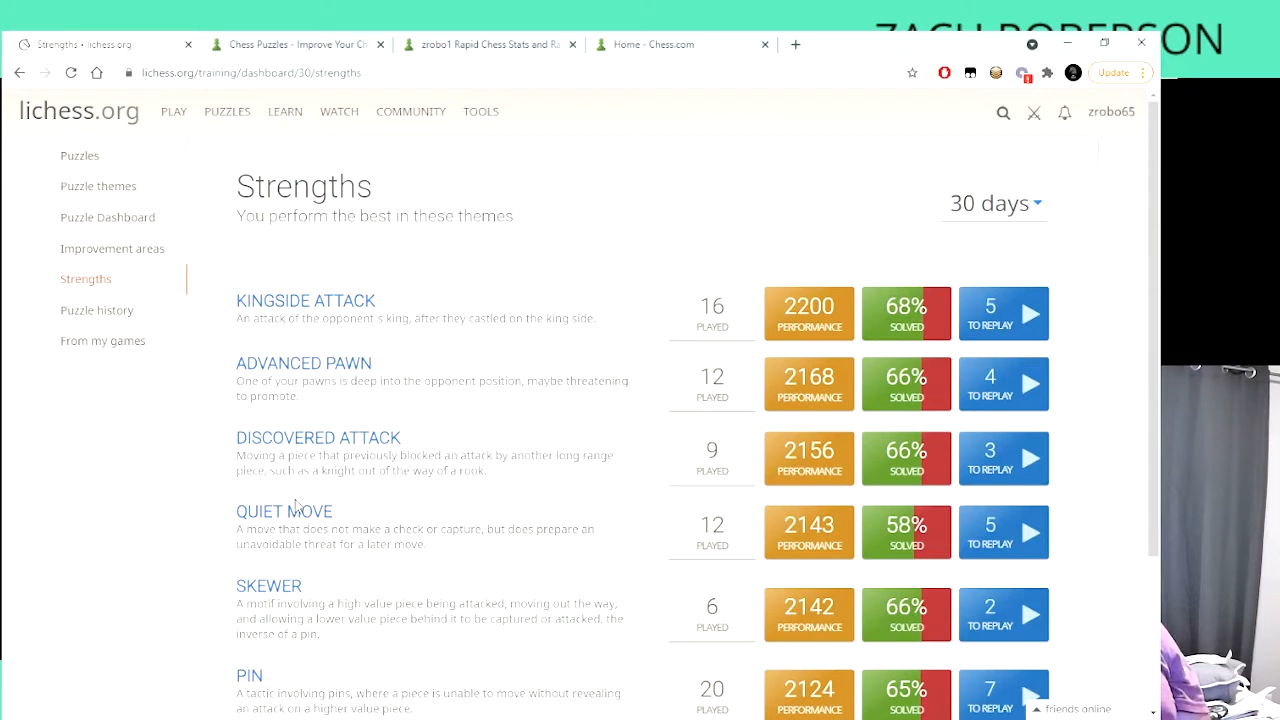 ZACH ROBERSON
Strengths • lichess.org
Chess Puzzles - Improve Your Ch
zrobo1 Rapid Chess Stats and Ra
Home - Chess.com
lichess.org/training/dashboard/30/strengths
Update
lichess.org
PLAY
PUZZLES
LEARN
WATCH
COMMUNITY
TOOLS
zrobo65
Puzzles
Puzzle themes
Puzzle Dashboard
Improvement areas
Strengths
Puzzle history
From my games
Strengths
You perform the best in these themes
30 days
KINGSIDE ATTACK
An attack of the opponent's king, after they castled on the king side.
16
PLAYED
2200
PERFORMANCE
68%
SOLVED
5
TO REPLAY
ADVANCED PAWN
One of your pawns is deep into the opponent position, maybe threatening
to promote.
12
PLAYED
2168
PERFORMANCE
66%
SOLVED
4
TO REPLAY
DISCOVERED ATTACK
Moving a piece that previously blocked an attack by another long range
piece, such as a knight out of the way of a rook.
9
PLAYED
2156
PERFORMANCE
66%
SOLVED
3
TO REPLAY
QUIET MOVE
A move that does not make a check or capture, but does prepare an
unavoidable threat for a later move.
12
PLAYED
2143
PERFORMANCE
58%
SOLVED
5
TO REPLAY
SKEWER
A motif involving a high value piece being attacked, moving out the way,
and allowing a lower value piece behind it to be captured or attacked, the
inverse of a pin.
6
PLAYED
2142
PERFORMANCE
66%
SOLVED
2
TO REPLAY
PIN
A tactic involving pins, where a piece is unable to move without revealing
an attack on a higher value piece.
20
PLAYED
2124
PERFORMANCE
65%
SOLVED
7
TO REPLAY
friends online